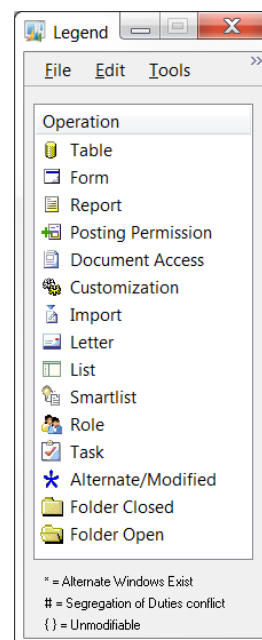 Legend
File Edit Tools »
Operation
Table
Form
Report
Posting Permission
Document Access
Customization
Import
Letter
List
Smartlist
Role
Task
Alternate/Modified
Folder Closed
Folder Open
* = Alternate Windows Exist
# = Segregation of Duties conflict
{ } = Unmodifiable